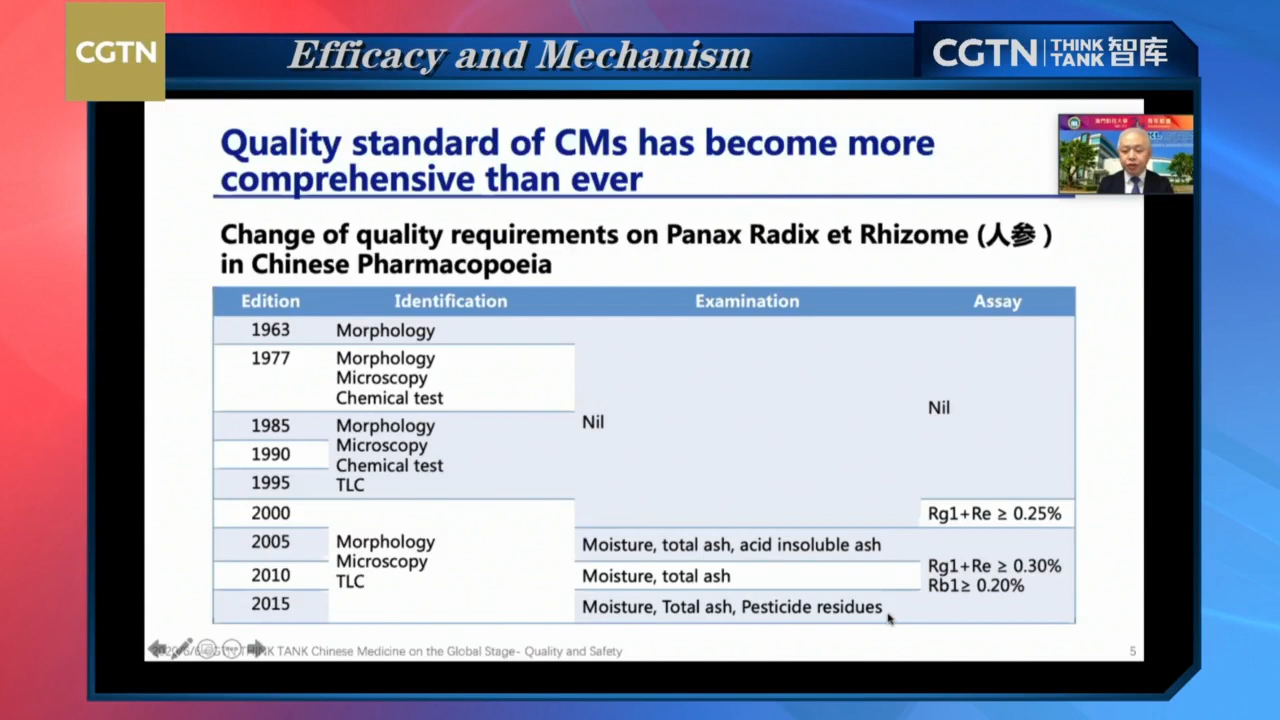 CGTN
Efficacy and Mechanism
CGTN THINK TANK 智库
Quality standard of CMs has become more
comprehensive than ever
Change of quality requirements on Panax Radix et Rhizome (人参 )
in Chinese Pharmacopoeia
Edition Identification Examination Assay
1963 Morphology
1977 Morphology
Microscopy
Chemical test
Nil
Nil
1985 Morphology
Microscopy
1990
Chemical test
1995 TLC
2000 Rg1+Re ≥ 0.25%
2005 Morphology
Microscopy
TLC
Moisture, total ash, acid insoluble ash
Rg1+Re ≥ 0.30%
Rb1≥ 0.20%
2010 Moisture, total ash
2015 Moisture, Total ash, Pesticide residues
THINK TANK Chinese Medicine on the Global Stage- Quality and Safety
5